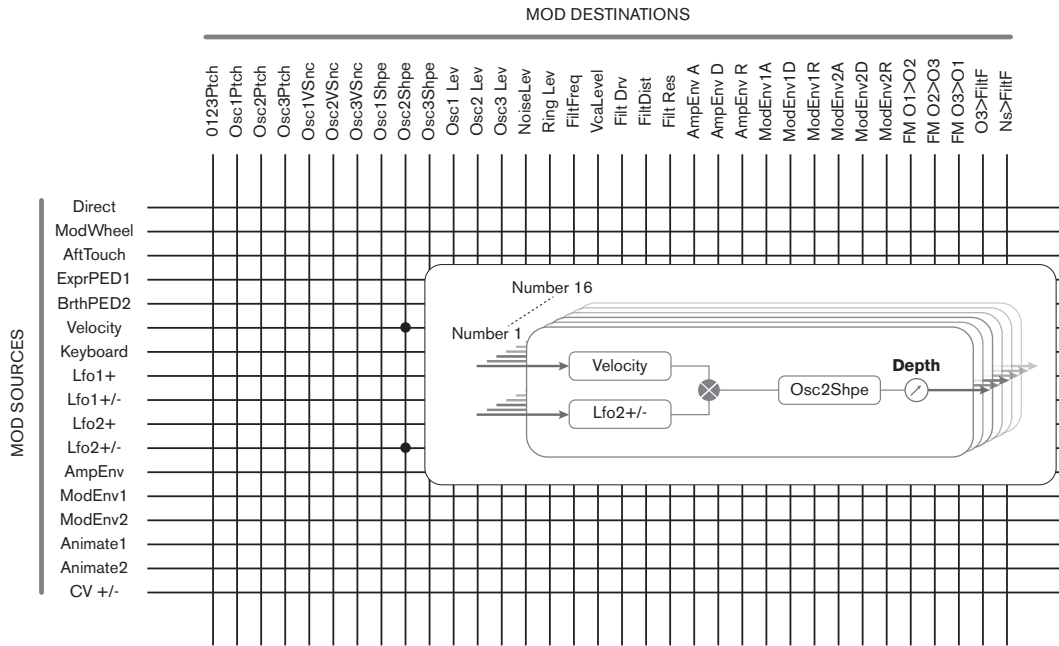 MOD DESTINATIONS
0123Ptch
Osc1Ptch
Osc2Ptch
Osc3Ptch
Osc1VSnc
Osc2VSnc
Osc3VSnc
Osc1Shpe
Osc2Shpe
Osc3Shpe
Osc1 Lev
Osc2 Lev
Osc3 Lev
NoiseLev
Ring Lev
FiltFreq
VcaLevel
Filt Drv
FiltDist
Filt Res
AmpEnv A
AmpEnv D
AmpEnv R
ModEnv1A
ModEnv1D
ModEnv1R
ModEnv2A
ModEnv2D
ModEnv2R
FM O1>O2
FM O2>O3
FM O3>O1
O3>FiltF
Ns>FiltF
MOD SOURCES
Direct
ModWheel
AftTouch
ExprPED1
BrthPED2
Velocity
Keyboard
Lfo1+
Lfo1+/-
Lfo2+
Lfo2+/-
AmpEnv
ModEnv1
ModEnv2
Animate1
Animate2
CV +/-
Number 16
Number 1
Velocity
Lfo2+/-
Osc2Shpe
Depth